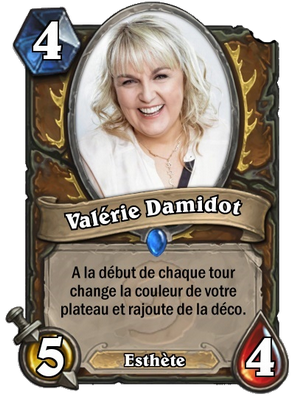 4
Valérie Damidot
A la début de chaque tour
change la couleur de votre
plateau et rajoute de la déco.
5
Esthète
4